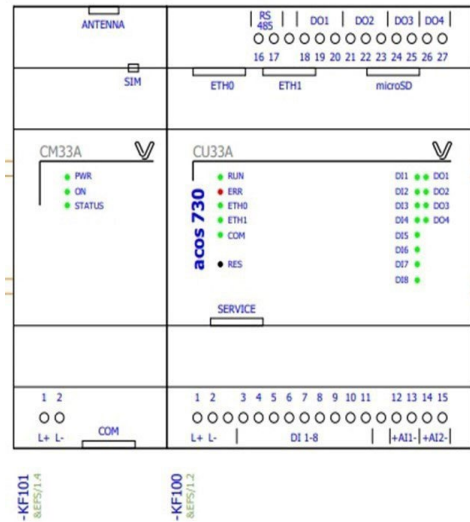 ANTENNA
RS
485
DO1 DO2 DO3 DO4
16 17 18 19 20 21 22 23 24 25 26 27
SIM
ETH0 ETH1 microSD
CM33A
PWR
ON
STATUS
CU33A
acos 730
RUN
ERR
ETH0
ETH1
COM
RES
DI1 DO1
DI2 DO2
DI3 DO3
DI4 DO4
DI5
DI6
DI7
DI8
SERVICE
1 2
L+ L-
COM
1 2 3 4 5 6 7 8 9 10 11 12 13 14 15
L+ L- DI 1-8 +AI1- +AI2-
-KF101
&EFS/1.4
-KF100
&EFS/1.2